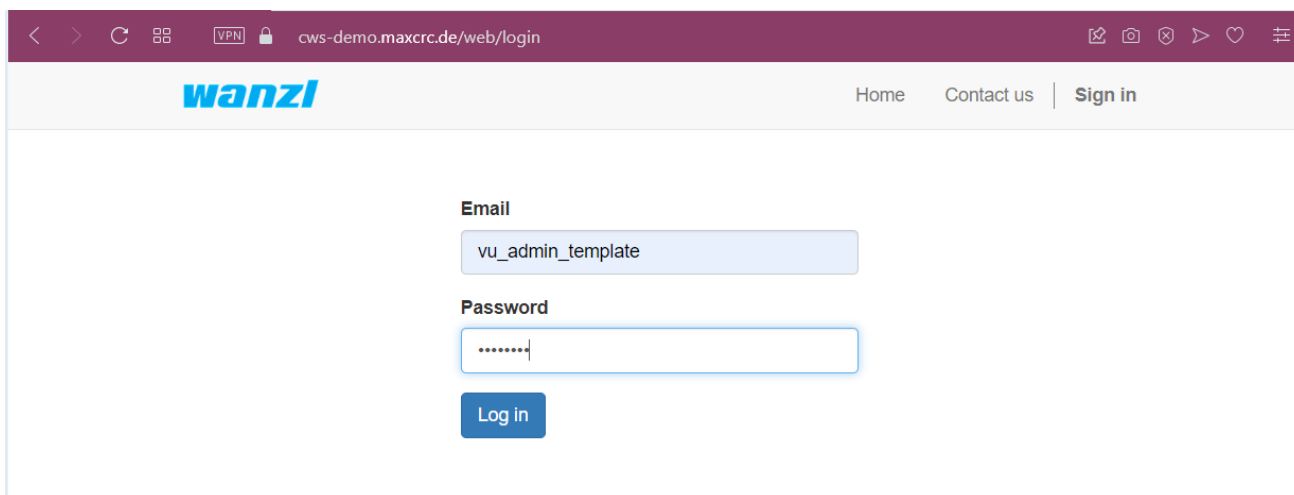 VPN cws-demo.maxcrc.de/web/login
wanzl Home Contact us Sign in
Email
vu_admin_template
Password
••••••••
Log in